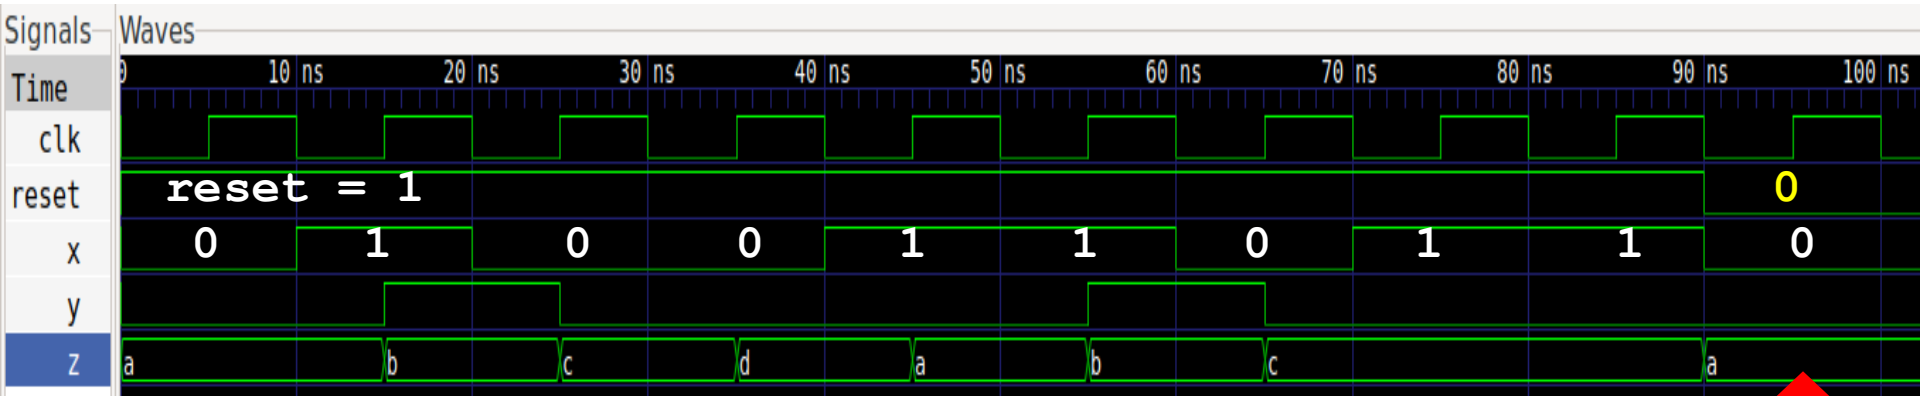 Signals Waves
Time 0 10 ns 20 ns 30 ns 40 ns 50 ns 60 ns 70 ns 80 ns 90 ns 100 ns
clk
reset reset = 1 0
x 0 1 0 0 1 1 0 1 1 0
y
z a b c d a b c a